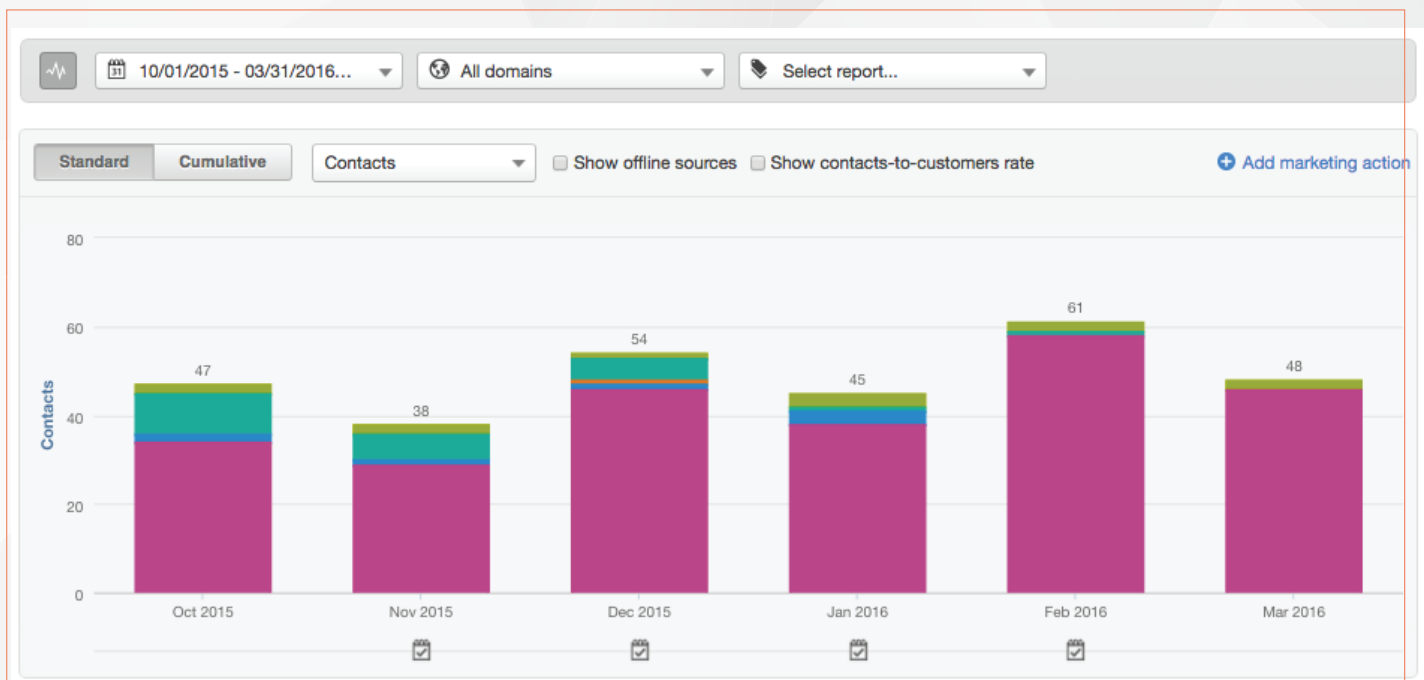 31 10/01/2015 - 03/31/2016... All domains Select report...
Standard Cumulative Contacts Show offline sources Show contacts-to-customers rate Add marketing action
80
60
40
20
0
Contacts
47
38
54
45
61
48
Oct 2015 Nov 2015 Dec 2015 Jan 2016 Feb 2016 Mar 2016